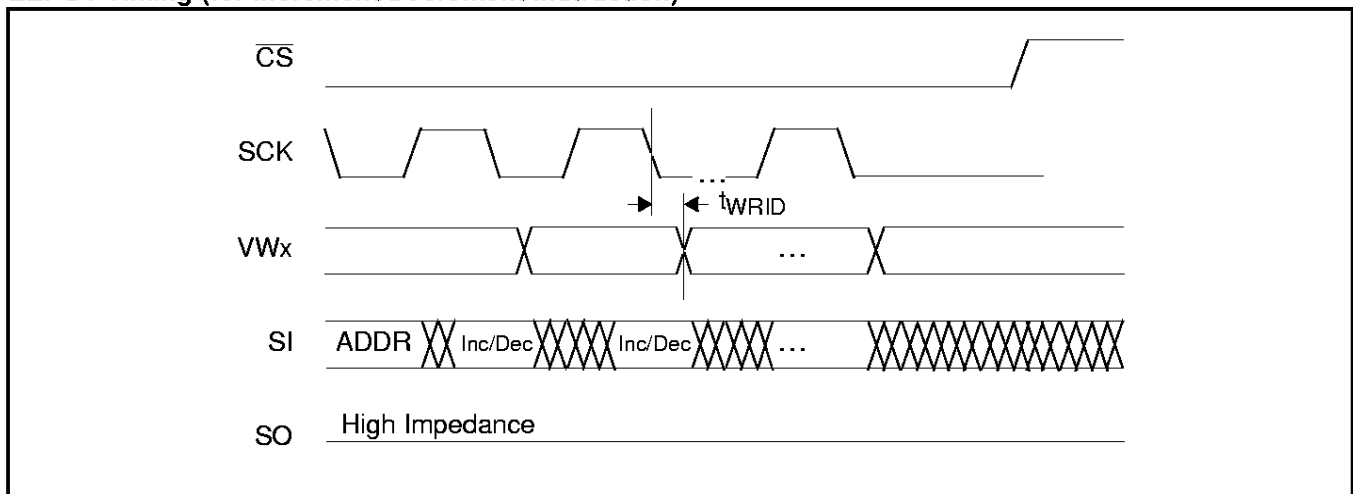 CS
SCK
...
tWRID
VWx
...
SI ADDR Inc/Dec Inc/Dec ...
SO High Impedance